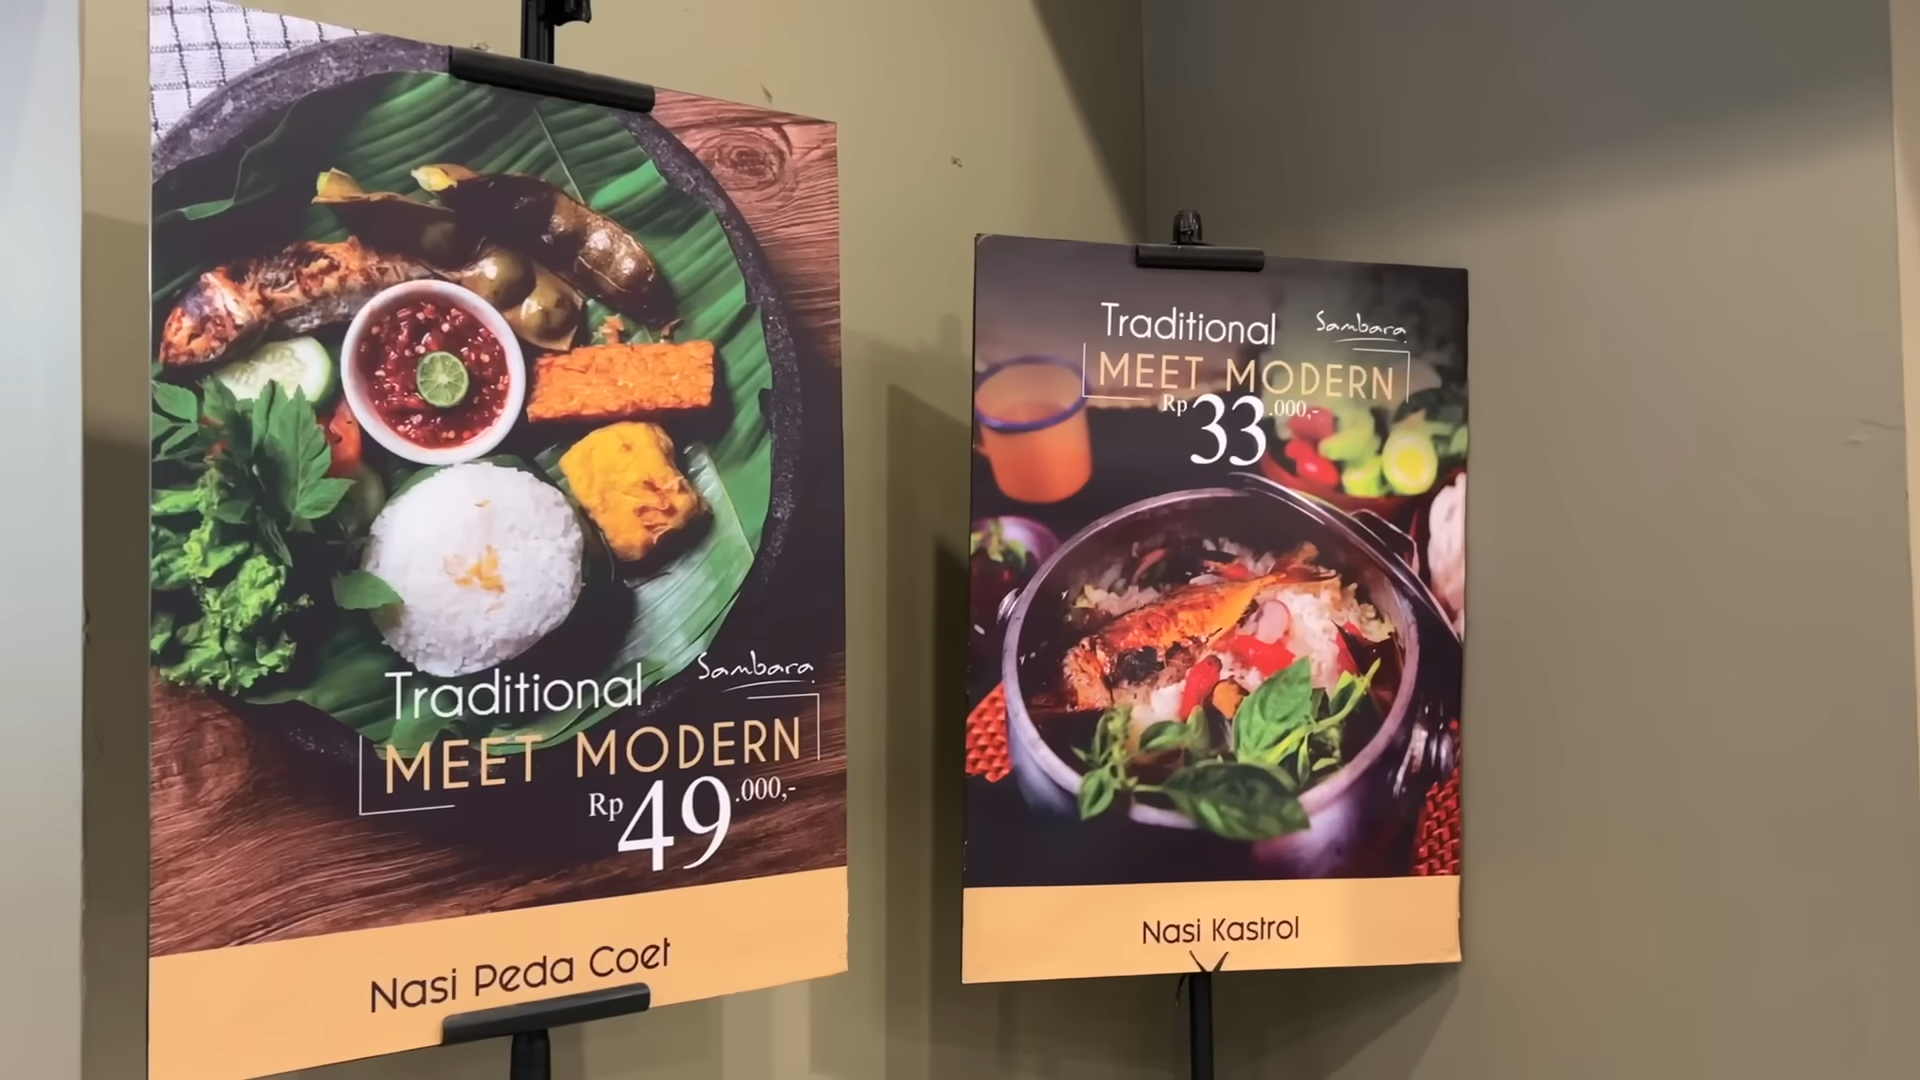 Traditional
Sambara
MEET MODERN
Rp 49.000,-
Nasi Peda Coet
Traditional
Sambara
MEET MODERN
Rp 33.000,-
Nasi Kastrol